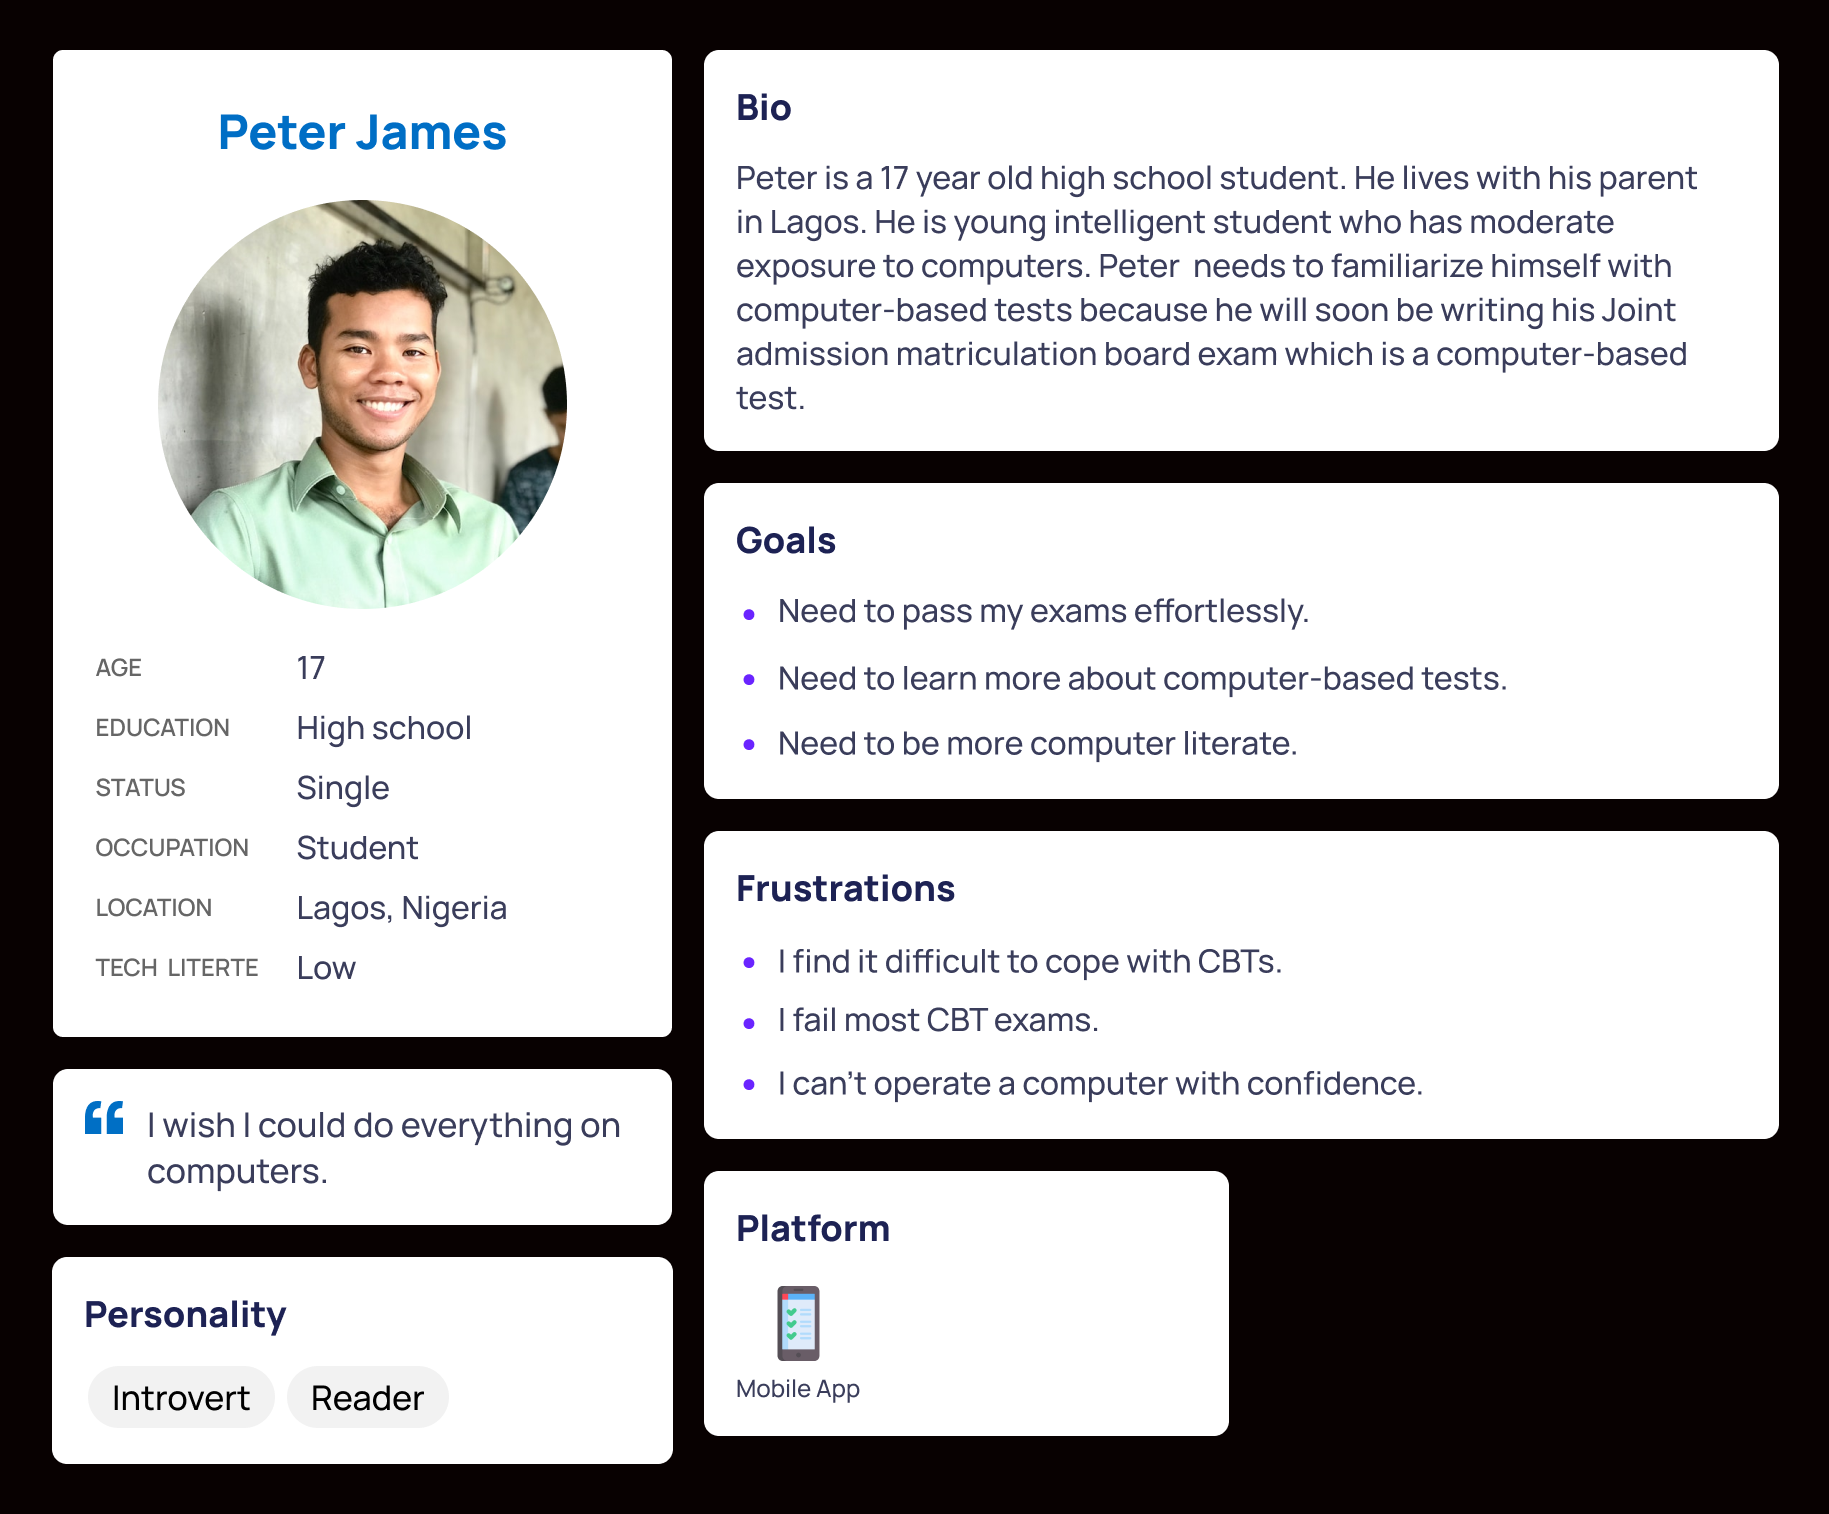 Peter James
AGE 17
EDUCATION High school
STATUS Single
OCCUPATION Student
LOCATION Lagos, Nigeria
TECH LITERTE Low
“ I wish I could do everything on
computers.
Personality
Introvert Reader
Bio
Peter is a 17 year old high school student. He lives with his parent
in Lagos. He is young intelligent student who has moderate
exposure to computers. Peter  needs to familiarize himself with
computer-based tests because he will soon be writing his Joint
admission matriculation board exam which is a computer-based
test.
Goals
• Need to pass my exams effortlessly.
• Need to learn more about computer-based tests.
• Need to be more computer literate.
Frustrations
• I find it difficult to cope with CBTs.
• I fail most CBT exams.
• I can’t operate a computer with confidence.
Platform
Mobile App